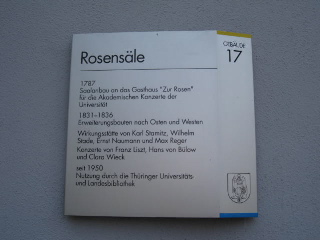 Rosensäle
GEBÄUDE
17
1787
Saalanbau an das Gasthaus "Zur Rosen"
für die Akademischen Konzerte der
Universität
1831-1836
Erweiterungsbauten nach Osten und Westen
Wirkungsstätte von Karl Stamitz, Wilhelm
Stade, Ernst Naumann und Max Reger
Konzerte von Franz Liszt, Hans von Bülow
und Clara Wieck
seit 1950
Nutzung durch die Thüringer Universitäts-
und Landesbibliothek